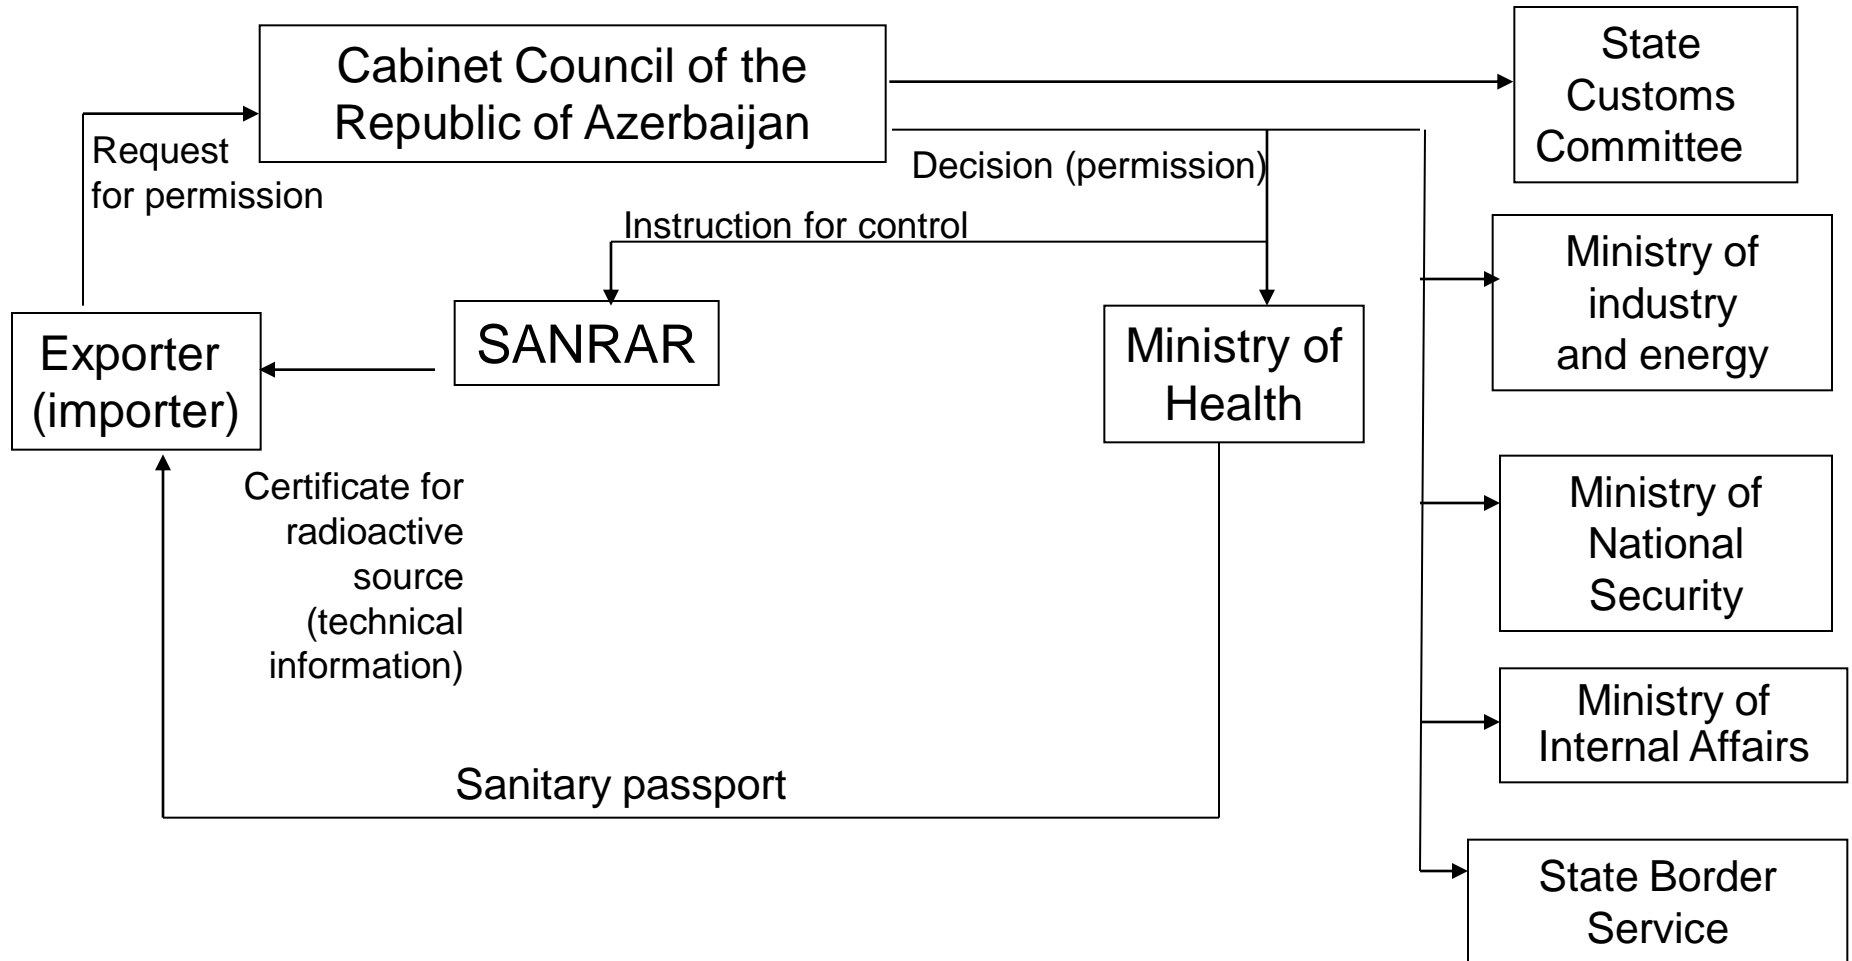 Cabinet Council of the
Republic of Azerbaijan
State
Customs
Committee
Request
for permission
Decision (permission)
Instruction for control
Ministry of
industry
and energy
Exporter
(importer)
SANRAR
Ministry of
Health
Certificate for
radioactive
source
(technical
information)
Ministry of
National
Security
Ministry of
Internal Affairs
Sanitary passport
State Border
Service